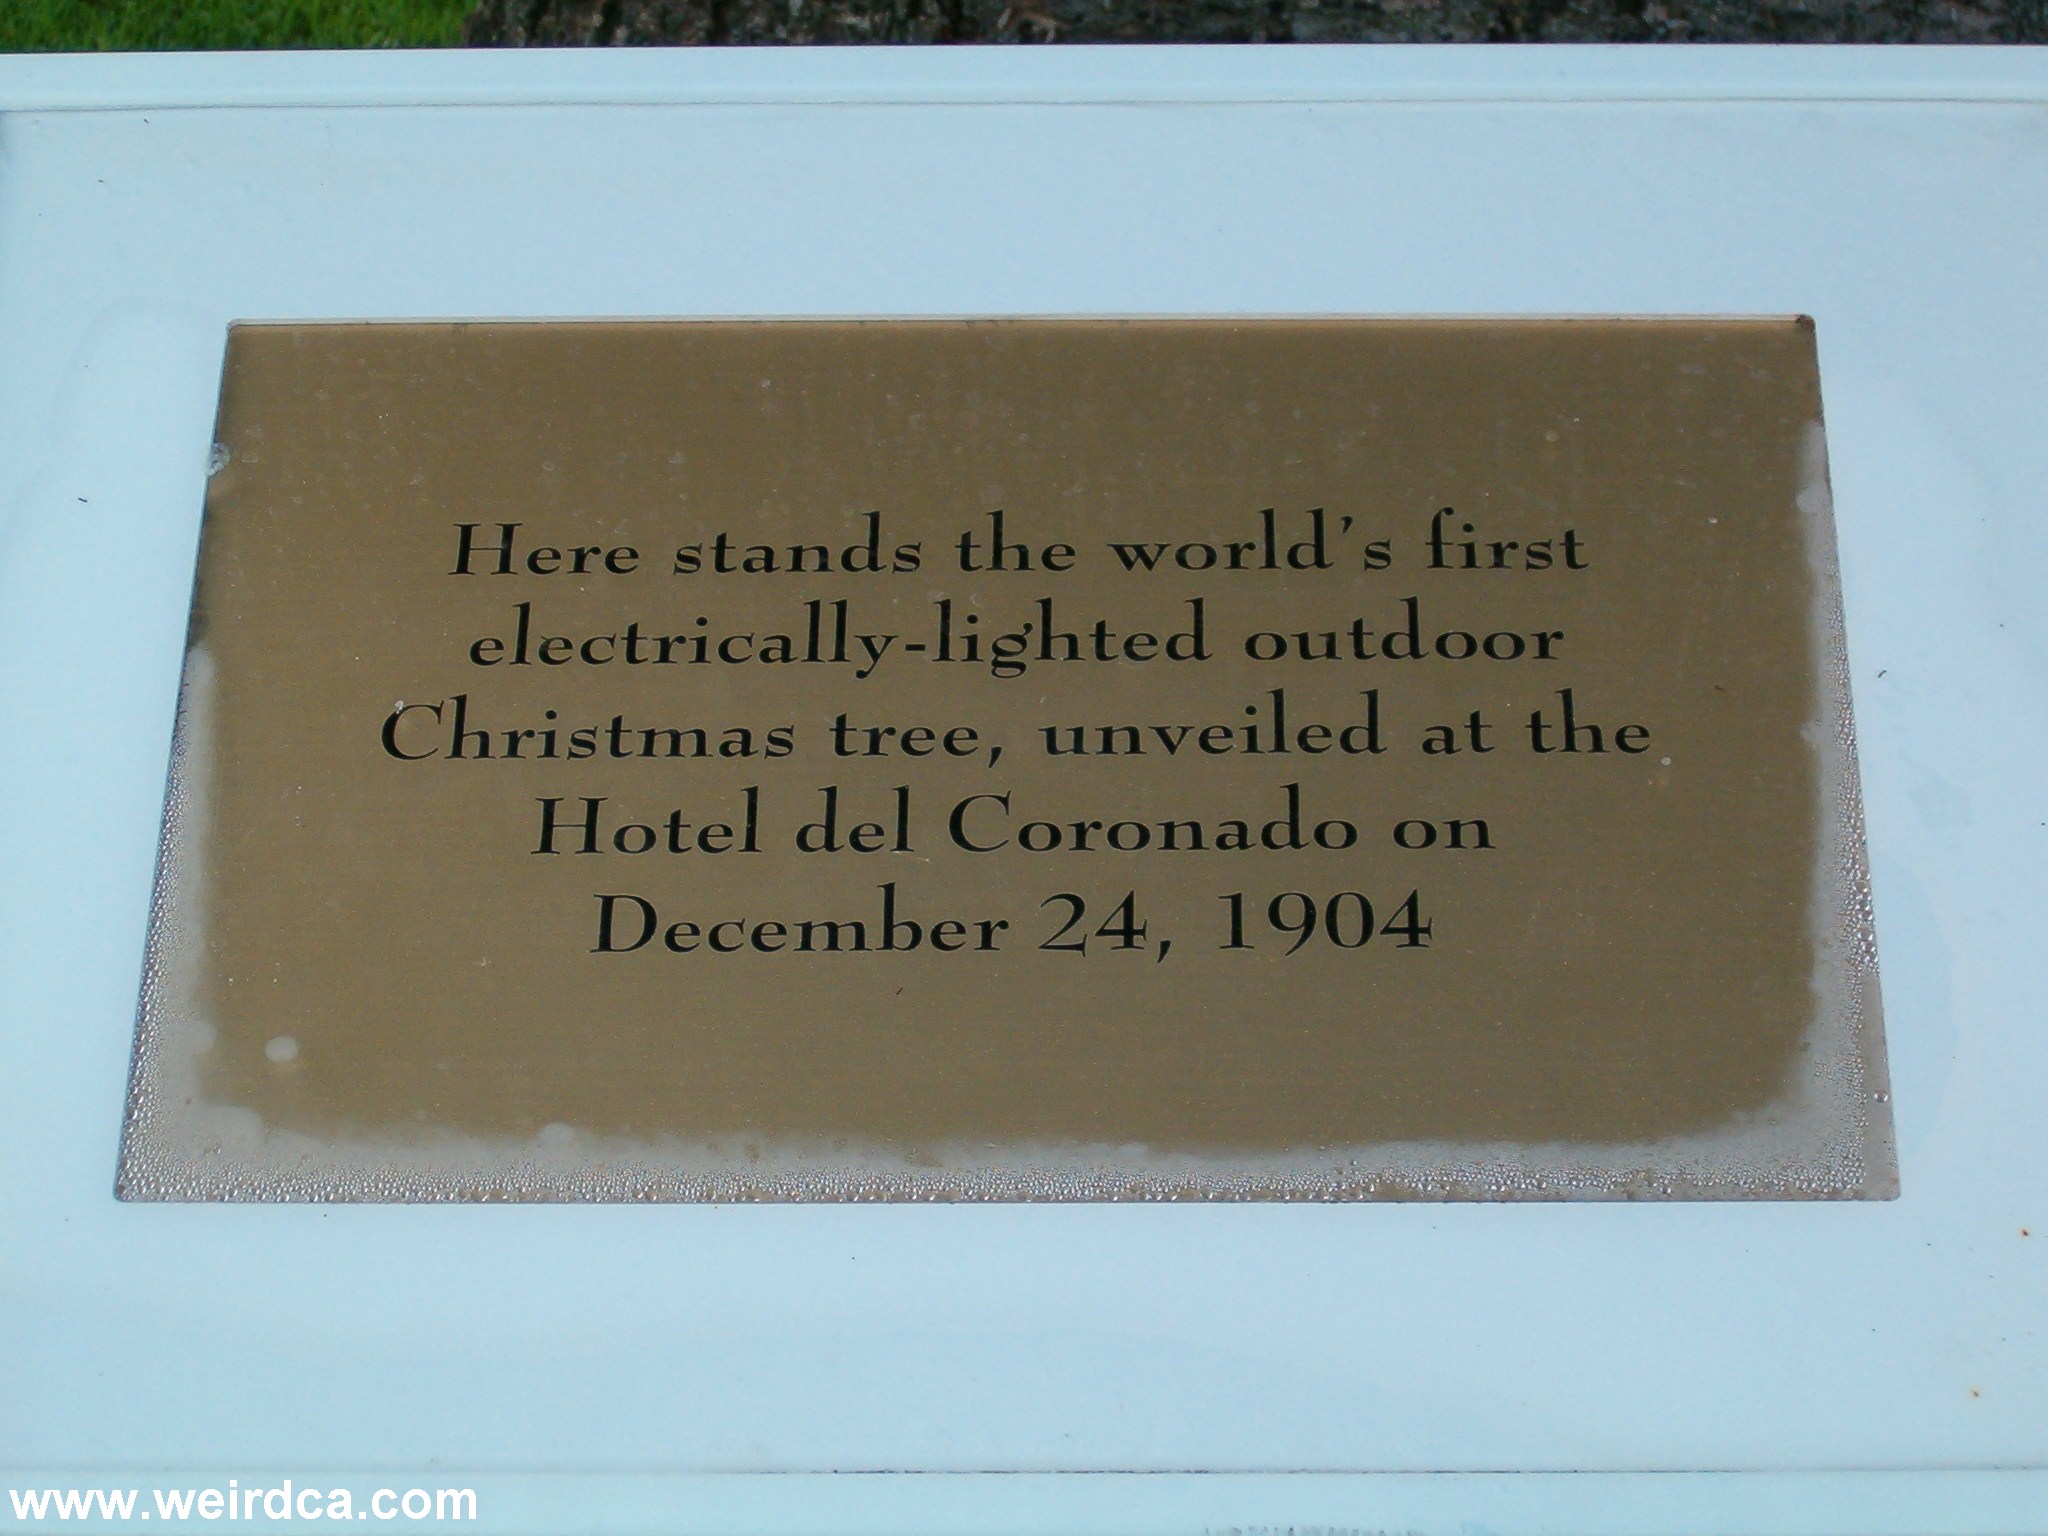 Here stands the world's first
electrically-lighted outdoor
Christmas tree, unveiled at the
Hotel del Coronado on
December 24, 1904
www.weirdca.com